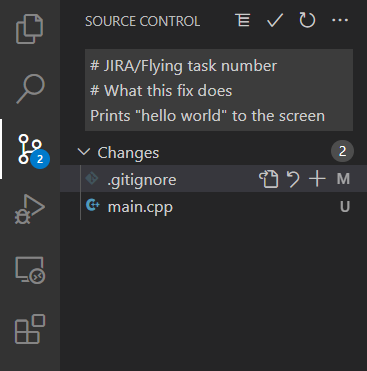 SOURCE CONTROL
# JIRA/Flying task number
# What this fix does
Prints "hello world" to the screen
Changes 2
.gitignore M
2
main.cpp U